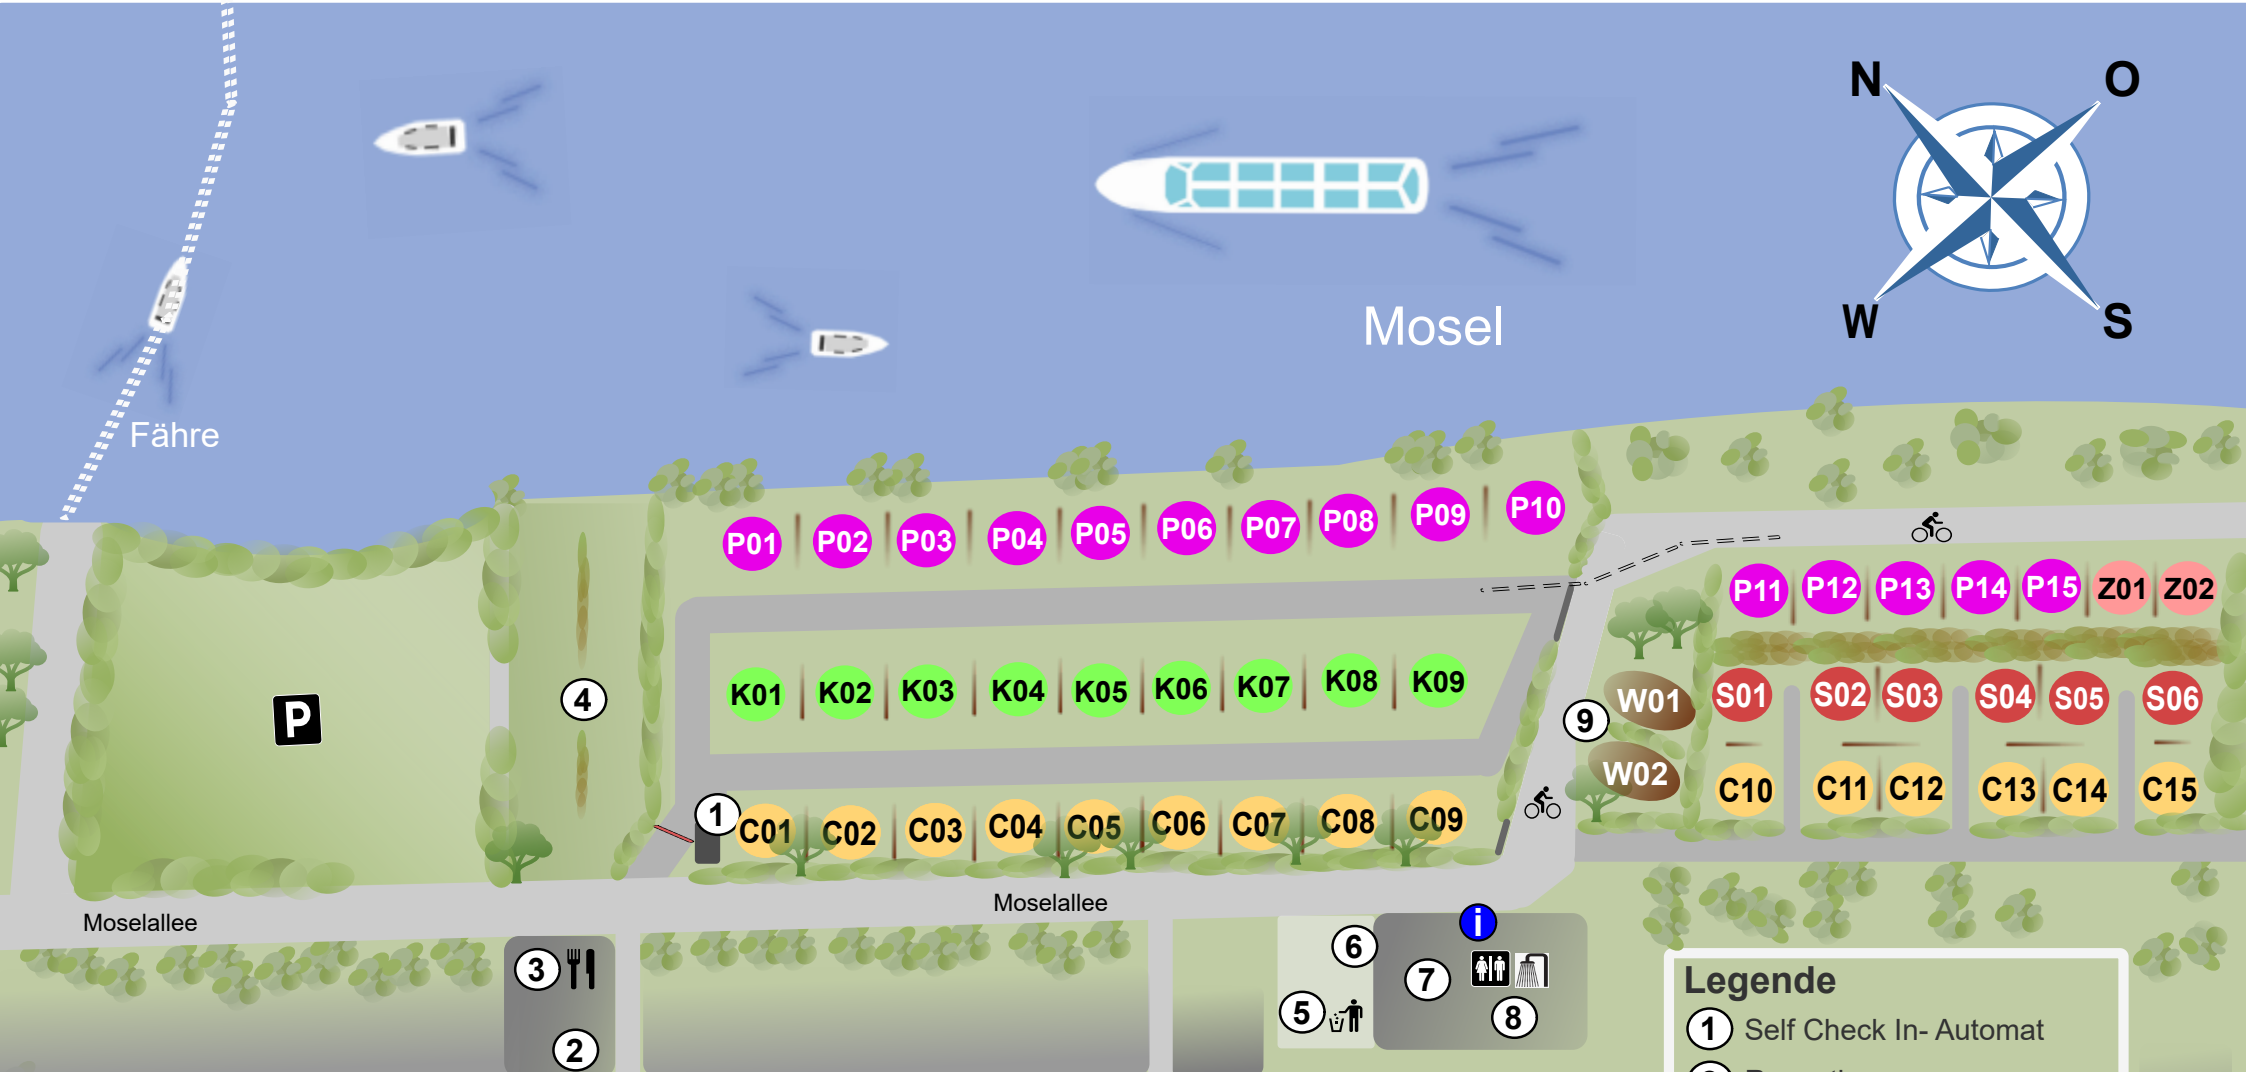 N O
W S
Mosel
Fähre
P01 P02 P03 P04 P05 P06 P07 P08 P09 P10
P11 P12 P13 P14 P15 Z01 Z02
K01 K02 K03 K04 K05 K06 K07 K08 K09
4
P
9
W01
W02
S01 S02 S03 S04 S05 S06
C10 C11 C12 C13 C14 C15
1
C01 C02 C03 C04 C05 C06 C07 C08 C09
Moselallee
Moselallee
i
3
2
6
7
5
8
Legende
1 Self Check In- Automat